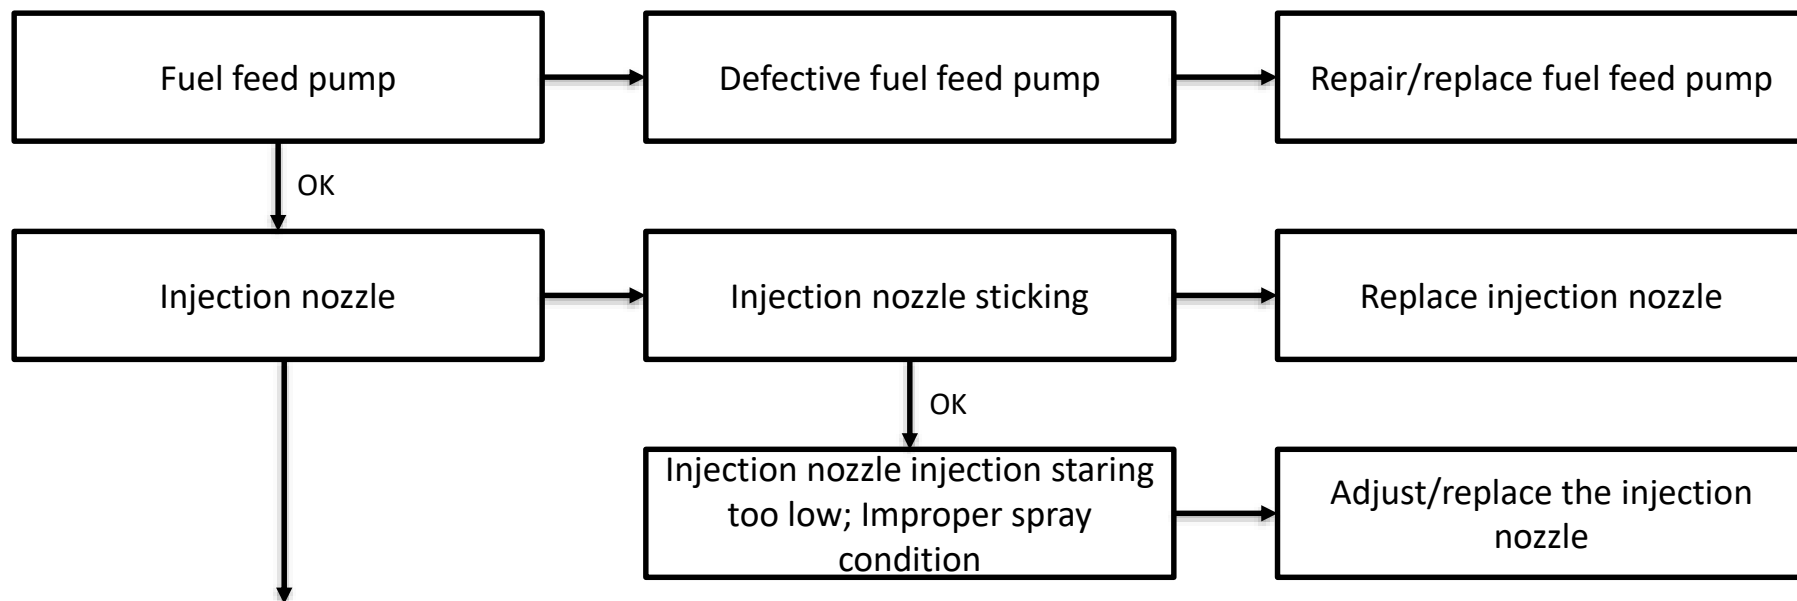 Fuel feed pump
Defective fuel feed pump
Repair/replace fuel feed pump
OK
Injection nozzle
Injection nozzle sticking
Replace injection nozzle
OK
Injection nozzle injection staring
too low; Improper spray
condition
Adjust/replace the injection
nozzle